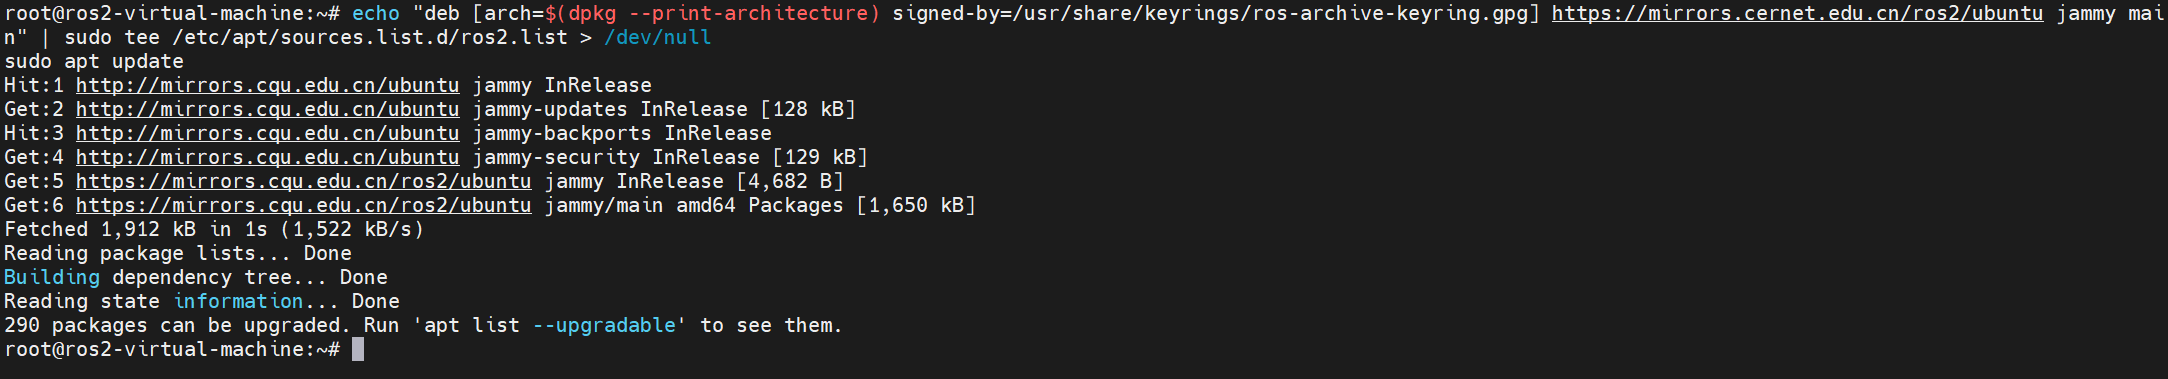 root@ros2-virtual-machine:~# echo "deb [arch=$(dpkg --print-architecture) signed-by=/usr/share/keyrings/ros-archive-keyring.gpg] https://mirrors.cernet.edu.cn/ros2/ubuntu jammy mai
n" | sudo tee /etc/apt/sources.list.d/ros2.list > /dev/null
sudo apt update
Hit:1 http://mirrors.cqu.edu.cn/ubuntu jammy InRelease
Get:2 http://mirrors.cqu.edu.cn/ubuntu jammy-updates InRelease [128 kB]
Hit:3 http://mirrors.cqu.edu.cn/ubuntu jammy-backports InRelease
Get:4 http://mirrors.cqu.edu.cn/ubuntu jammy-security InRelease [129 kB]
Get:5 https://mirrors.cqu.edu.cn/ros2/ubuntu jammy InRelease [4,682 B]
Get:6 https://mirrors.cqu.edu.cn/ros2/ubuntu jammy/main amd64 Packages [1,650 kB]
Fetched 1,912 kB in 1s (1,522 kB/s)
Reading package lists... Done
Building dependency tree... Done
Reading state information... Done
290 packages can be upgraded. Run 'apt list --upgradable' to see them.
root@ros2-virtual-machine:~#